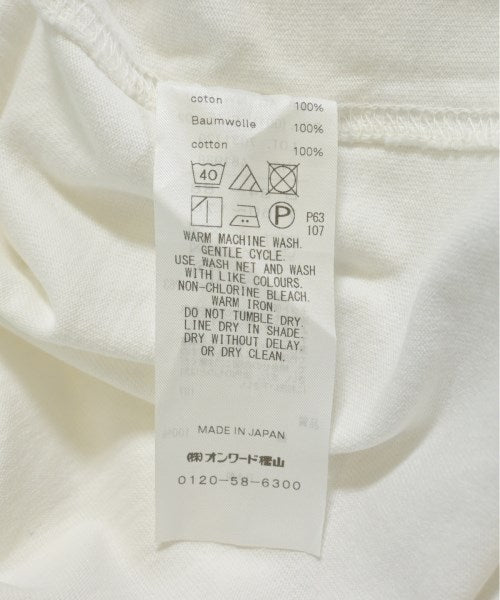 coton 100%
Baumwolle 100%
cotton 100%
40
P P63
107
WARM MACHINE WASH.
GENTLE CYCLE.
USE WASH NET AND WASH
WITH LIKE COLOURS.
NON-CHLORINE BLEACH.
WARM IRON.
DO NOT TUMBLE DRY.
LINE DRY IN SHADE.
DRY WITHOUT DELAY.
OR DRY CLEAN.
MADE IN JAPAN
㈱オンワード樫山
0120-58-6300